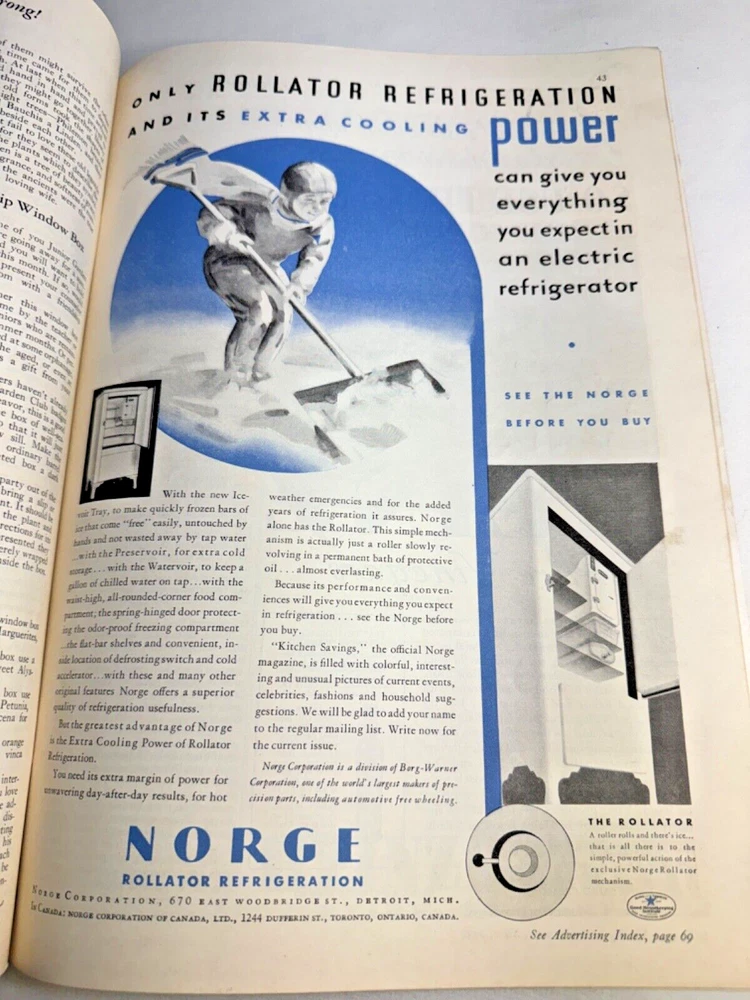 rong!
43
ONLY ROLLATOR REFRIGERATION
AND ITS EXTRA COOLING power
can give you
everything
you expect in
an electric
refrigerator
SEE THE NORGE
BEFORE YOU BUY
With the new Ice-
voir Tray, to make quickly frozen bars of
ice that come "free" easily, untouched by
hands and not wasted away by tap water
...with the Preservoir, for extra cold
storage...with the Watervoir, to keep a
gallon of chilled water on tap...with the
waist-high, all-rounded-corner food com-
partment; the spring-hinged door protect-
ing the odor-proof freezing compartment
...the flat-bar shelves and convenient, in-
side location of defrosting switch and cold
accelerator...with these and many other
original features Norge offers a superior
quality of refrigeration usefulness.
But the greatest advantage of Norge
is the Extra Cooling Power of Rollator
Refrigeration.
You need its extra margin of power for
unwavering day-after-day results, for hot
weather emergencies and for the added
years of refrigeration it assures. Norge
alone has the Rollator. This simple mech-
anism is actually just a roller slowly re-
volving in a permanent bath of protective
oil...almost everlasting.
Because its performance and conven-
iences will give you everything you expect
in refrigeration...see the Norge before
you buy.
"Kitchen Savings," the official Norge
magazine, is filled with colorful, interest-
ing and unusual pictures of current events,
celebrities, fashions and household sug-
gestions. We will be glad to add your name
to the regular mailing list. Write now for
the current issue.
Norge Corporation is a division of Borg-Warner
Corporation, one of the world's largest makers of pre-
cision parts, including automotive free wheeling.
NORGE
ROLLATOR REFRIGERATION
NORGE CORPORATION, 670 EAST WOODBRIDGE ST., DETROIT, MICH.
IN CANADA: NORGE CORPORATION OF CANADA, LTD., 1244 DUFFERIN ST., TORONTO, ONTARIO, CANADA.
THE ROLLATOR
A roller rolls and there's ice...
that is all there is to the
simple, powerful action of the
exclusive Norge Rollator
mechanism.
See Advertising Index, page 69